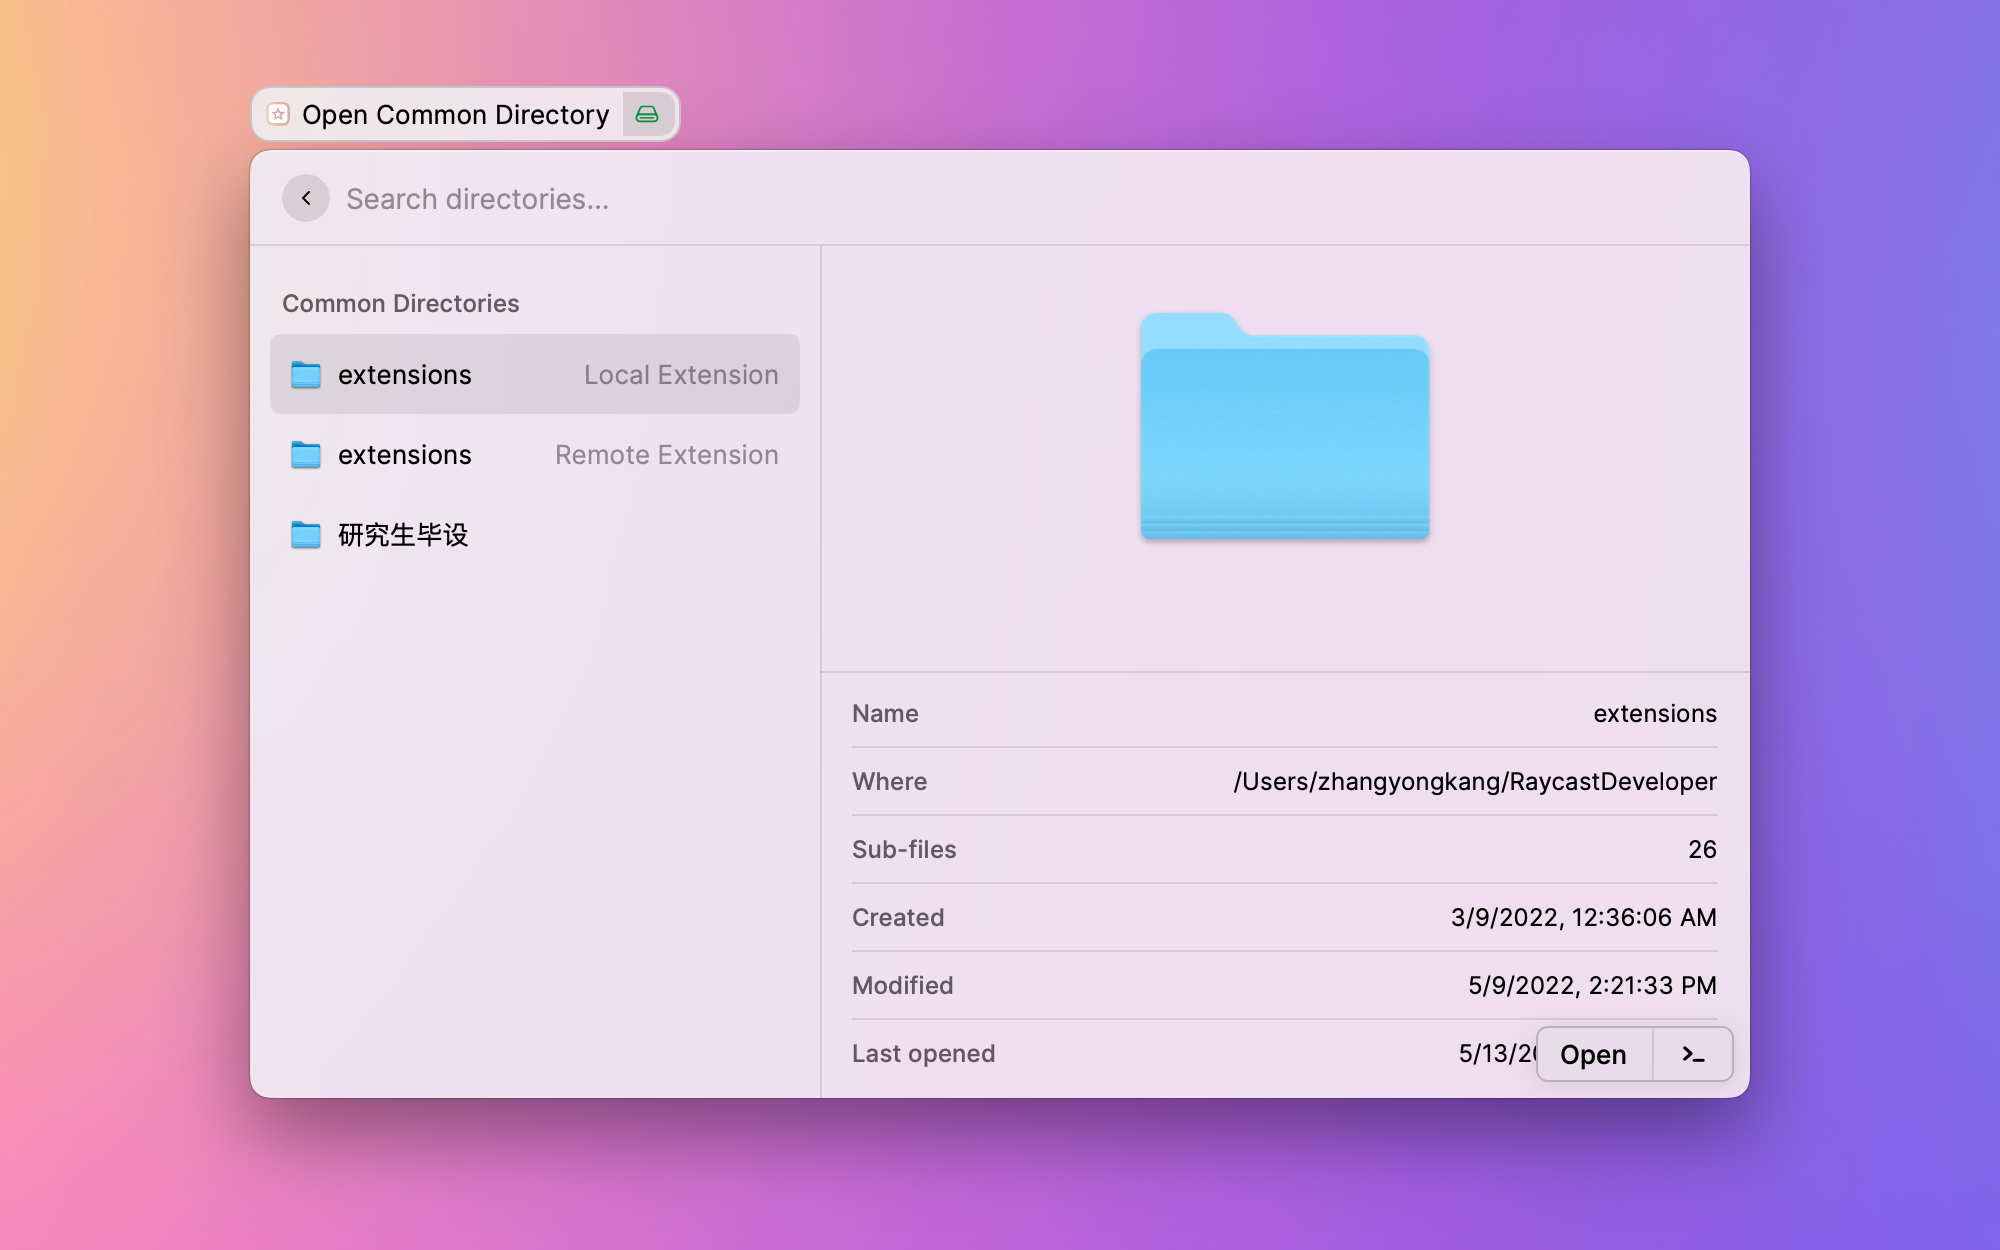 Open Common Directory
Search directories...
Common Directories
extensions Local Extension
extensions Remote Extension
研究生毕设
Name extensions
Where /Users/zhangyongkang/RaycastDeveloper
Sub-files 26
Created 3/9/2022, 12:36:06 AM
Modified 5/9/2022, 2:21:33 PM
Last opened 5/13/20
Open >_